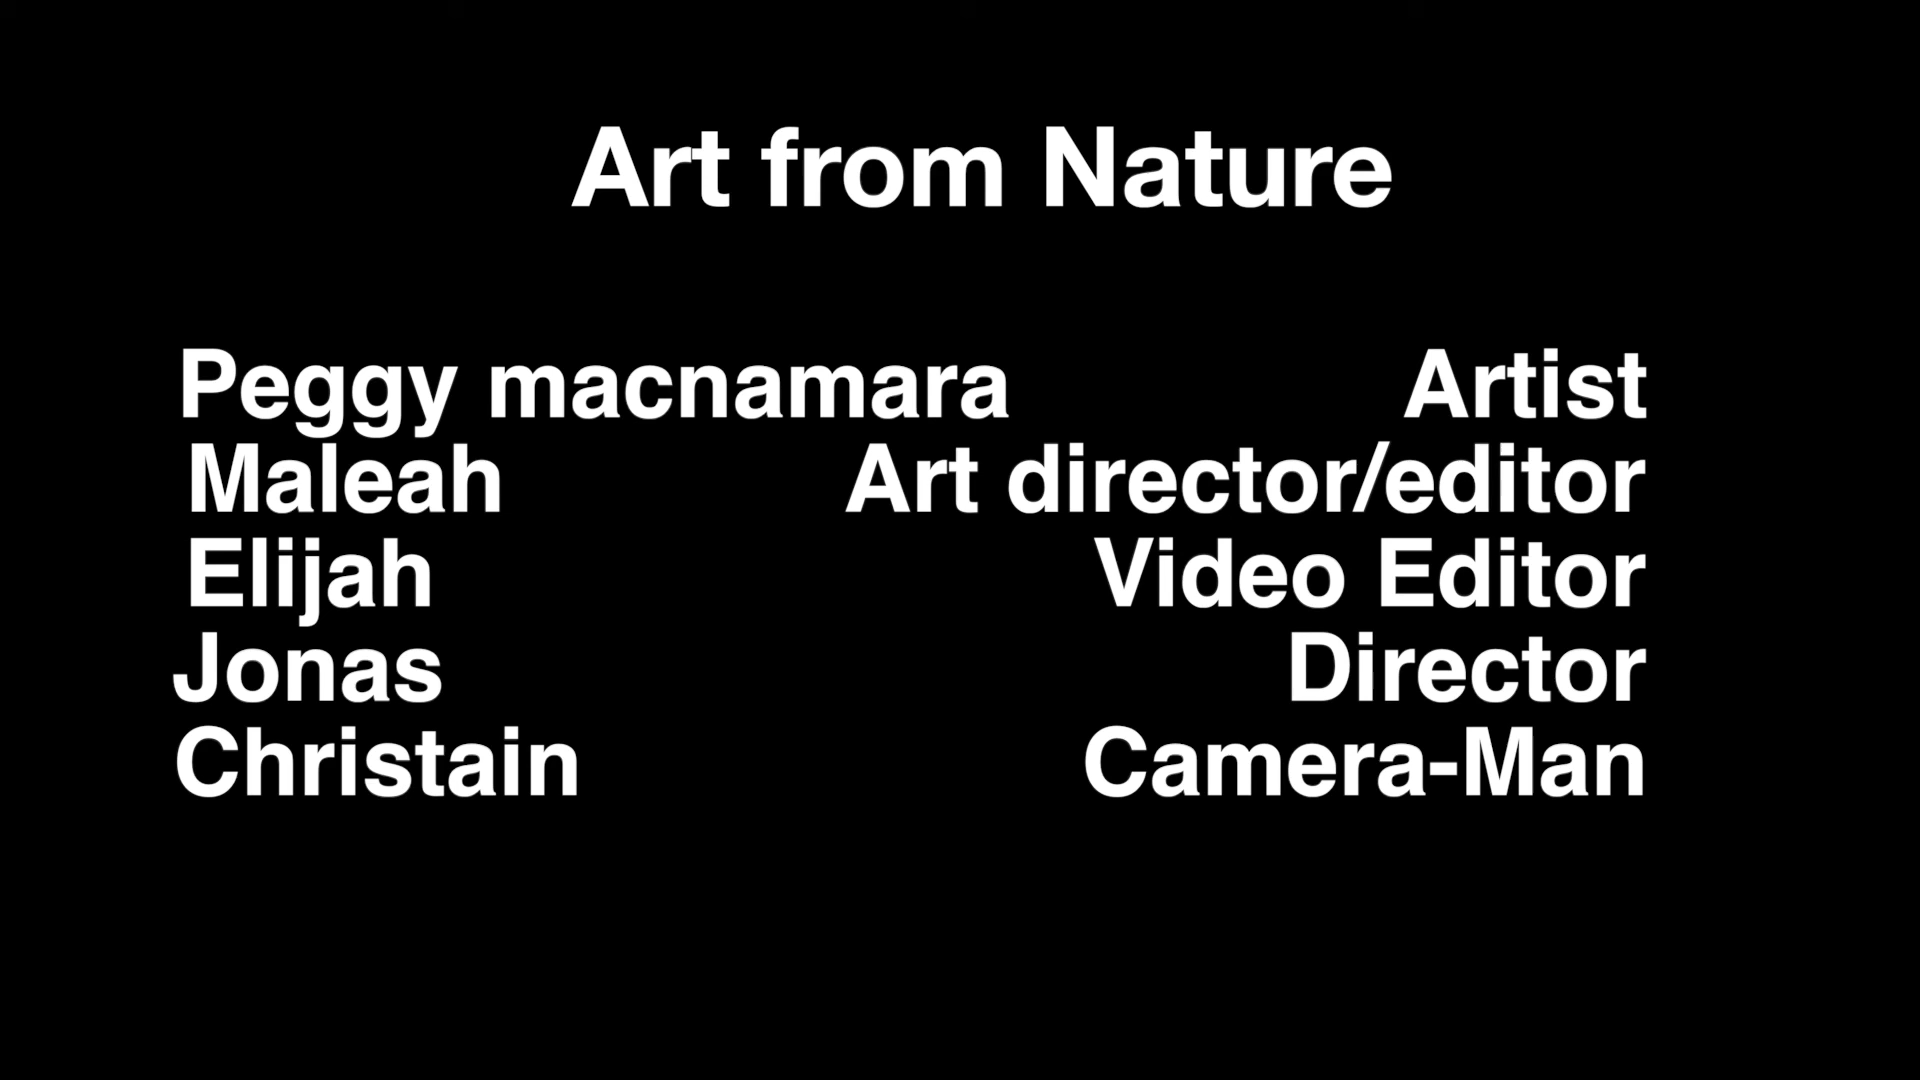 Art from Nature
Peggy macnamara Artist
Maleah Art director/editor
Elijah Video Editor
Jonas Director
Christain Camera-Man